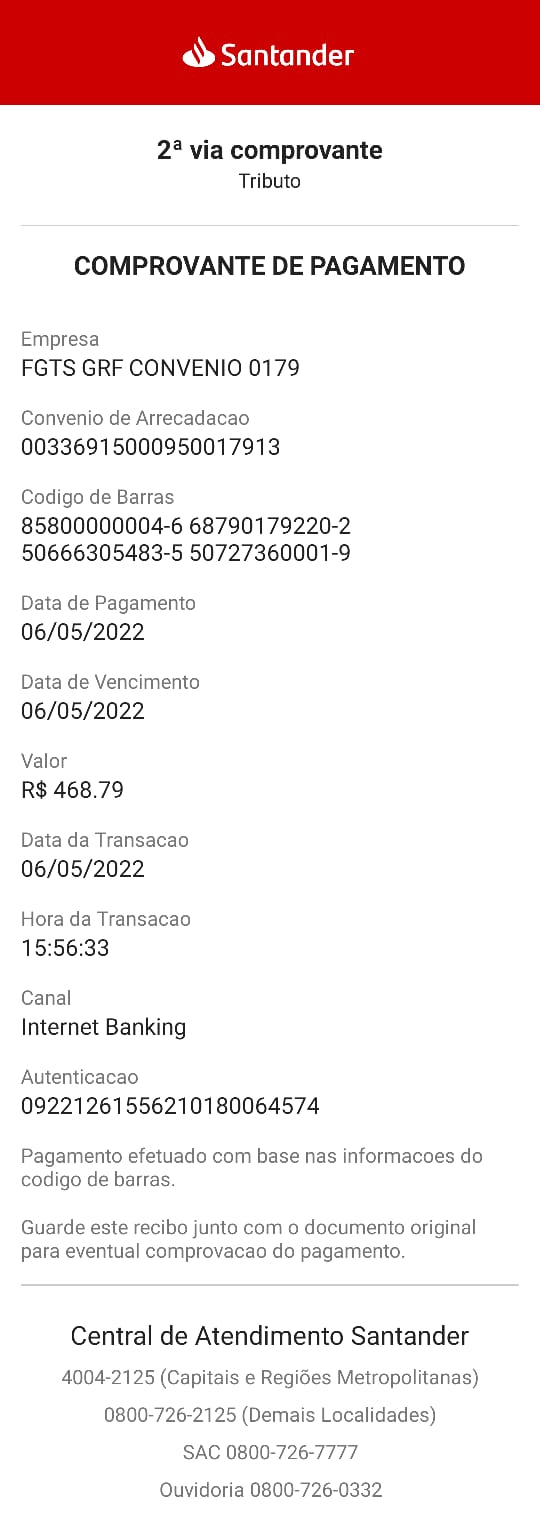 Santander
2ª via comprovante
Tributo
COMPROVANTE DE PAGAMENTO
Empresa
FGTS GRF CONVENIO 0179
Convenio de Arrecadacao
00336915000950017913
Codigo de Barras
85800000004-6 68790179220-2
50666305483-5 50727360001-9
Data de Pagamento
06/05/2022
Data de Vencimento
06/05/2022
Valor
R$ 468.79
Data da Transacao
06/05/2022
Hora da Transacao
15:56:33
Canal
Internet Banking
Autenticacao
09221261556210180064574
Pagamento efetuado com base nas informacoes do
codigo de barras.
Guarde este recibo junto com o documento original
para eventual comprovacao do pagamento.
Central de Atendimento Santander
4004-2125 (Capitais e Regiões Metropolitanas)
0800-726-2125 (Demais Localidades)
SAC 0800-726-7777
Ouvidoria 0800-726-0332